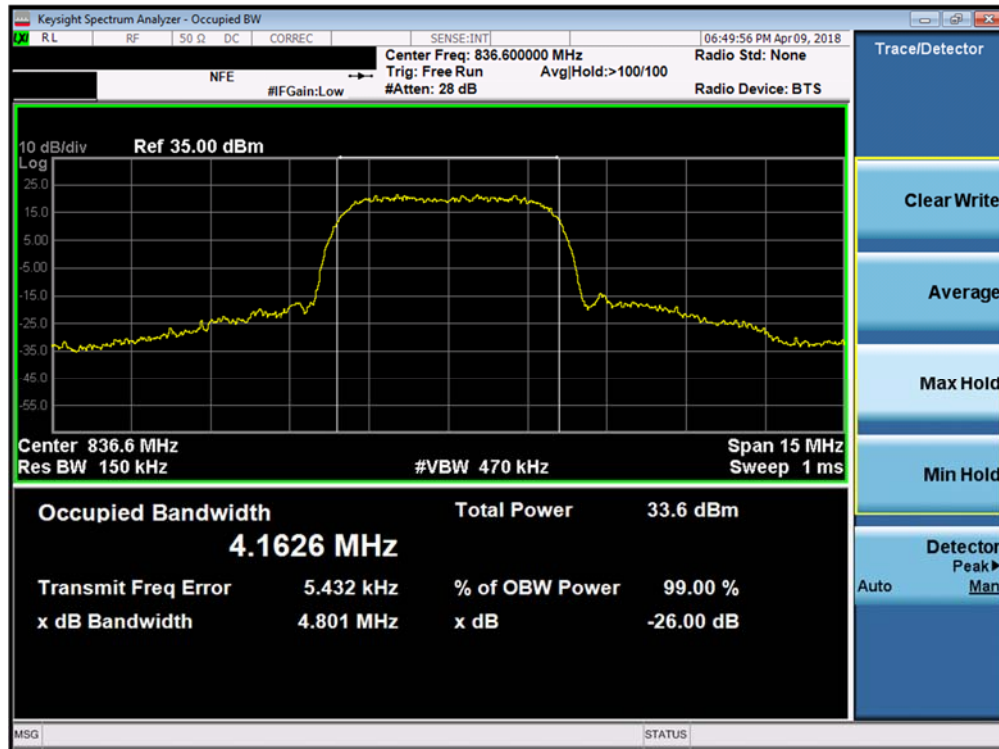 Keysight Spectrum Analyzer - Occupied BW
LXI RL RF 50 Ω DC CORREC SENSE:INT 06:49:56 PM Apr 09, 2018
Center Freq: 836.600000 MHz Radio Std: None
NFE Trig: Free Run Avg|Hold:>100/100
#IFGain:Low #Atten: 28 dB Radio Device: BTS
10 dB/div Ref 35.00 dBm
Log
25.0
15.0
5.00
-5.00
-15.0
-25.0
-35.0
-45.0
-55.0
Center 836.6 MHz Span 15 MHz
Res BW 150 kHz #VBW 470 kHz Sweep 1 ms
Occupied Bandwidth Total Power 33.6 dBm
4.1626 MHz
Transmit Freq Error 5.432 kHz % of OBW Power 99.00 %
x dB Bandwidth 4.801 MHz x dB -26.00 dB
MSG STATUS
Trace/Detector
Clear Write
Average
Max Hold
Min Hold
Detector
Peak▶
Auto Man